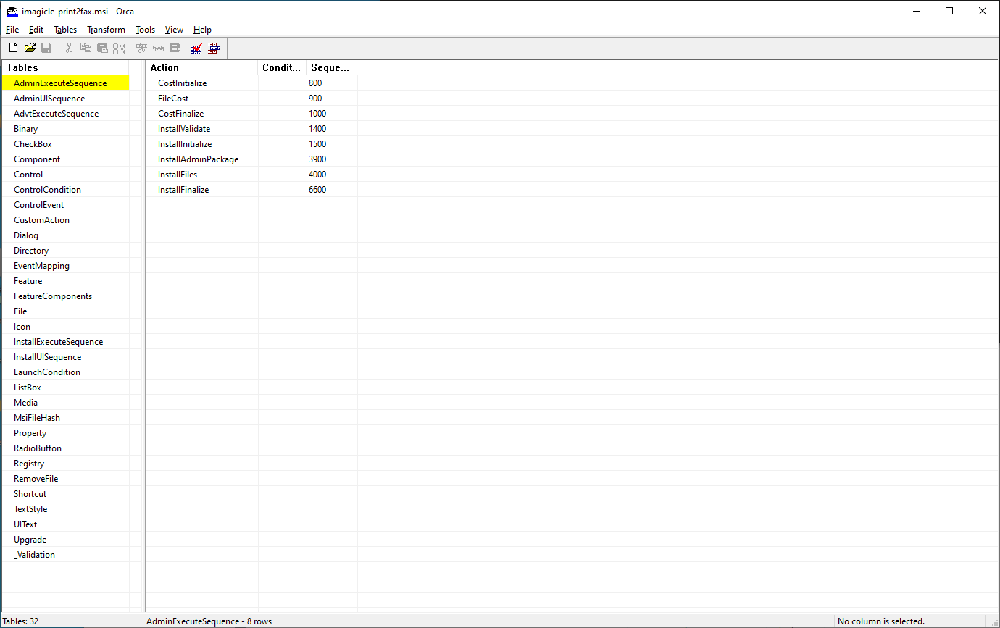 imagicle-print2fax.msi - Orca
File Edit Tables Transform Tools View Help
Tables
AdminExecuteSequence
AdminUISequence
AdvtExecuteSequence
Binary
CheckBox
Component
Control
ControlCondition
ControlEvent
CustomAction
Dialog
Directory
EventMapping
Feature
FeatureComponents
File
Icon
InstallExecuteSequence
InstallUISequence
LaunchCondition
ListBox
Media
MsiFileHash
Property
RadioButton
Registry
RemoveFile
Shortcut
TextStyle
UIText
Upgrade
_Validation
Action Condit... Seque...
CostInitialize 800
FileCost 900
CostFinalize 1000
InstallValidate 1400
InstallInitialize 1500
InstallAdminPackage 3900
InstallFiles 4000
InstallFinalize 6600
Tables: 32 AdminExecuteSequence - 8 rows No column is selected.